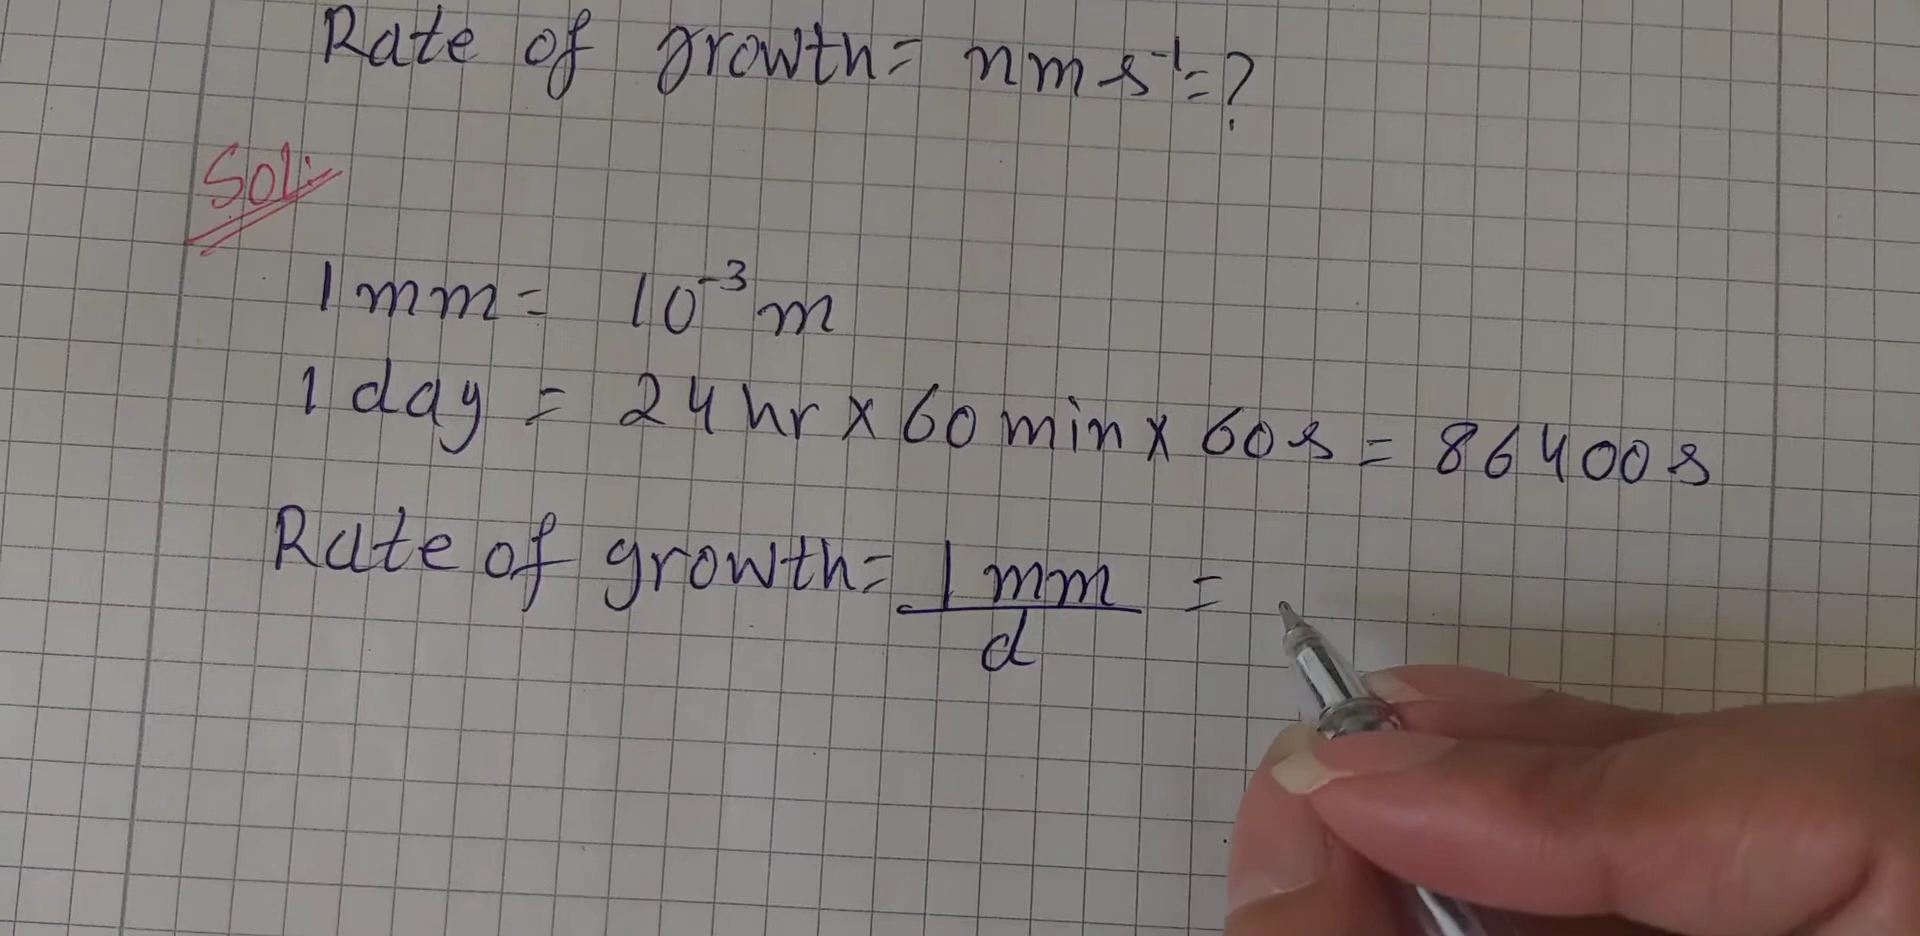 Rate of growth = nm s⁻¹ = ?
Sol:
1 mm = 10⁻³ m
1 day = 24 hr x 60 min x 60 s = 86400 s
Rate of growth = 1 mm / d =